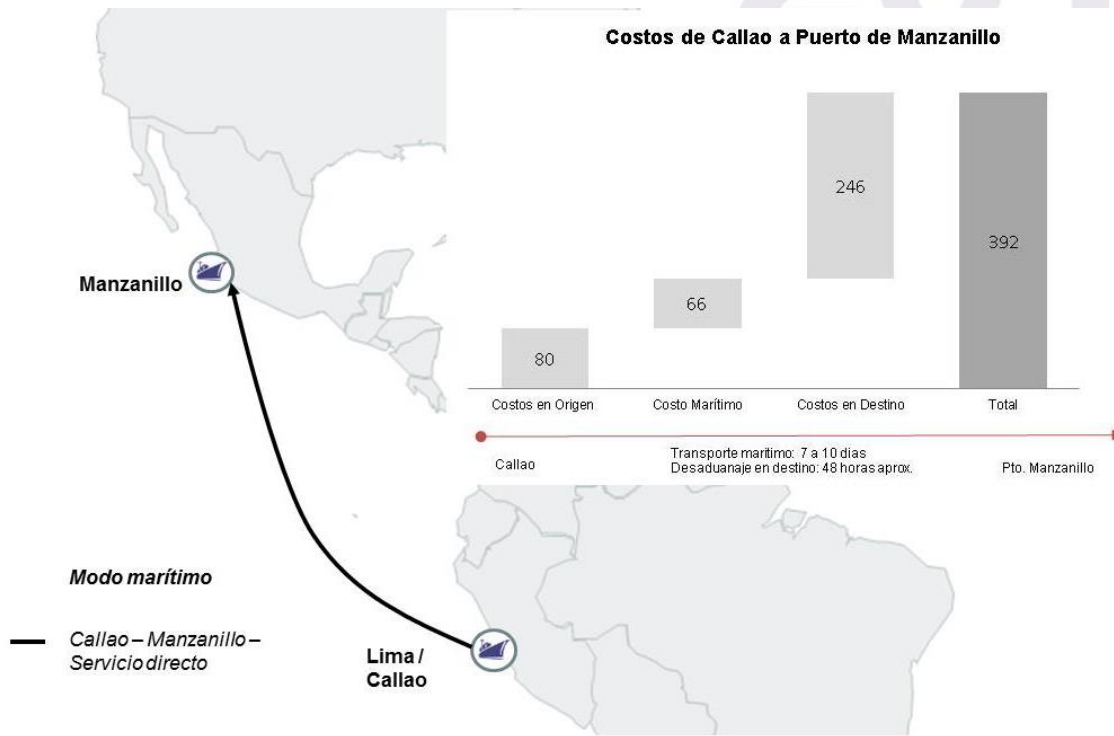 Costos de Callao a Puerto de Manzanillo
246
392
66
80
Costos en Origen
Costo Marítimo
Costos en Destino
Total
Callao
Transporte marítimo: 7 a 10 dias
Desaduanaje en destino: 48 horas aprox.
Pto. Manzanillo
Manzanillo
Lima /
Callao
Modo marítimo
Callao – Manzanillo –
Servicio directo